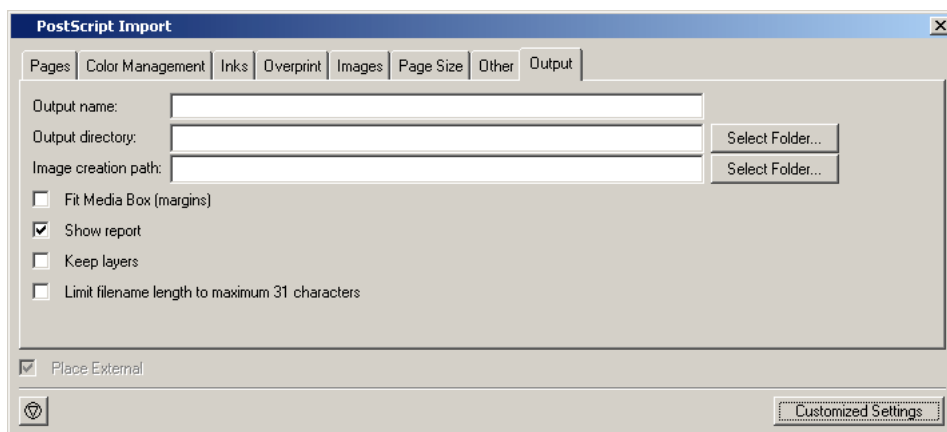 PostScript Import
Pages Color Management Inks Overprint Images Page Size Other Output
Output name:
Output directory: Select Folder...
Image creation path: Select Folder...
Fit Media Box (margins)
Show report
Keep layers
Limit filename length to maximum 31 characters
Place External
Customized Settings